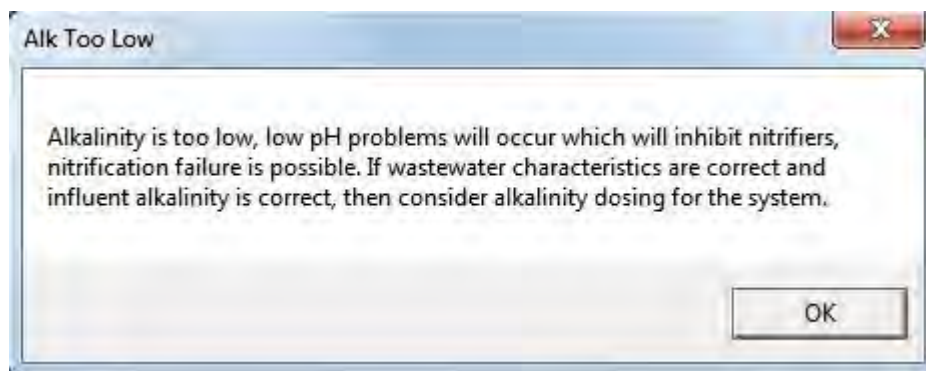 Alk Too Low
Alkalinity is too low, low pH problems will occur which will inhibit nitrifiers,
nitrification failure is possible. If wastewater characteristics are correct and
influent alkalinity is correct, then consider alkalinity dosing for the system.
OK